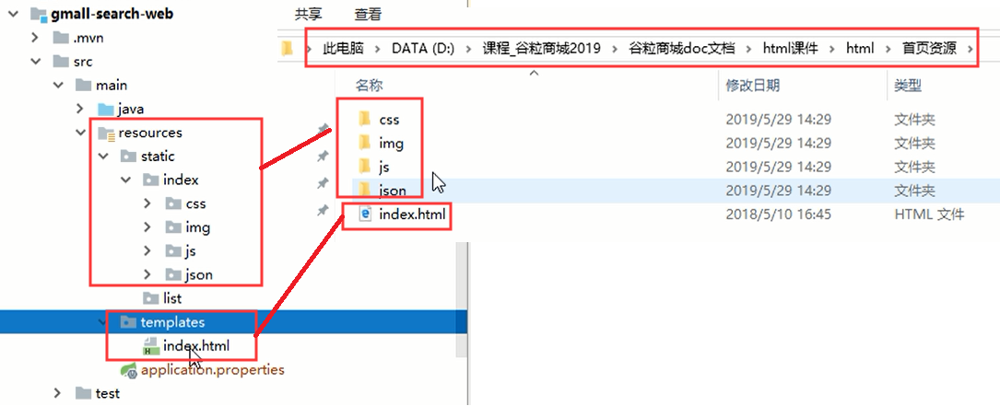 gmall-search-web
.mvn
src
main
java
resources
static
index
css
img
js
json
list
templates
index.html
application.properties
test
共享 查看
此电脑 > DATA (D:) > 课程_谷粒商城2019 > 谷粒商城doc文档 > html课件 > html > 首页资源 >
名称 修改日期 类型
css 2019/5/29 14:29 文件夹
img 2019/5/29 14:29 文件夹
js 2019/5/29 14:29 文件夹
json 2019/5/29 14:29 文件夹
index.html 2018/5/10 16:45 HTML 文件